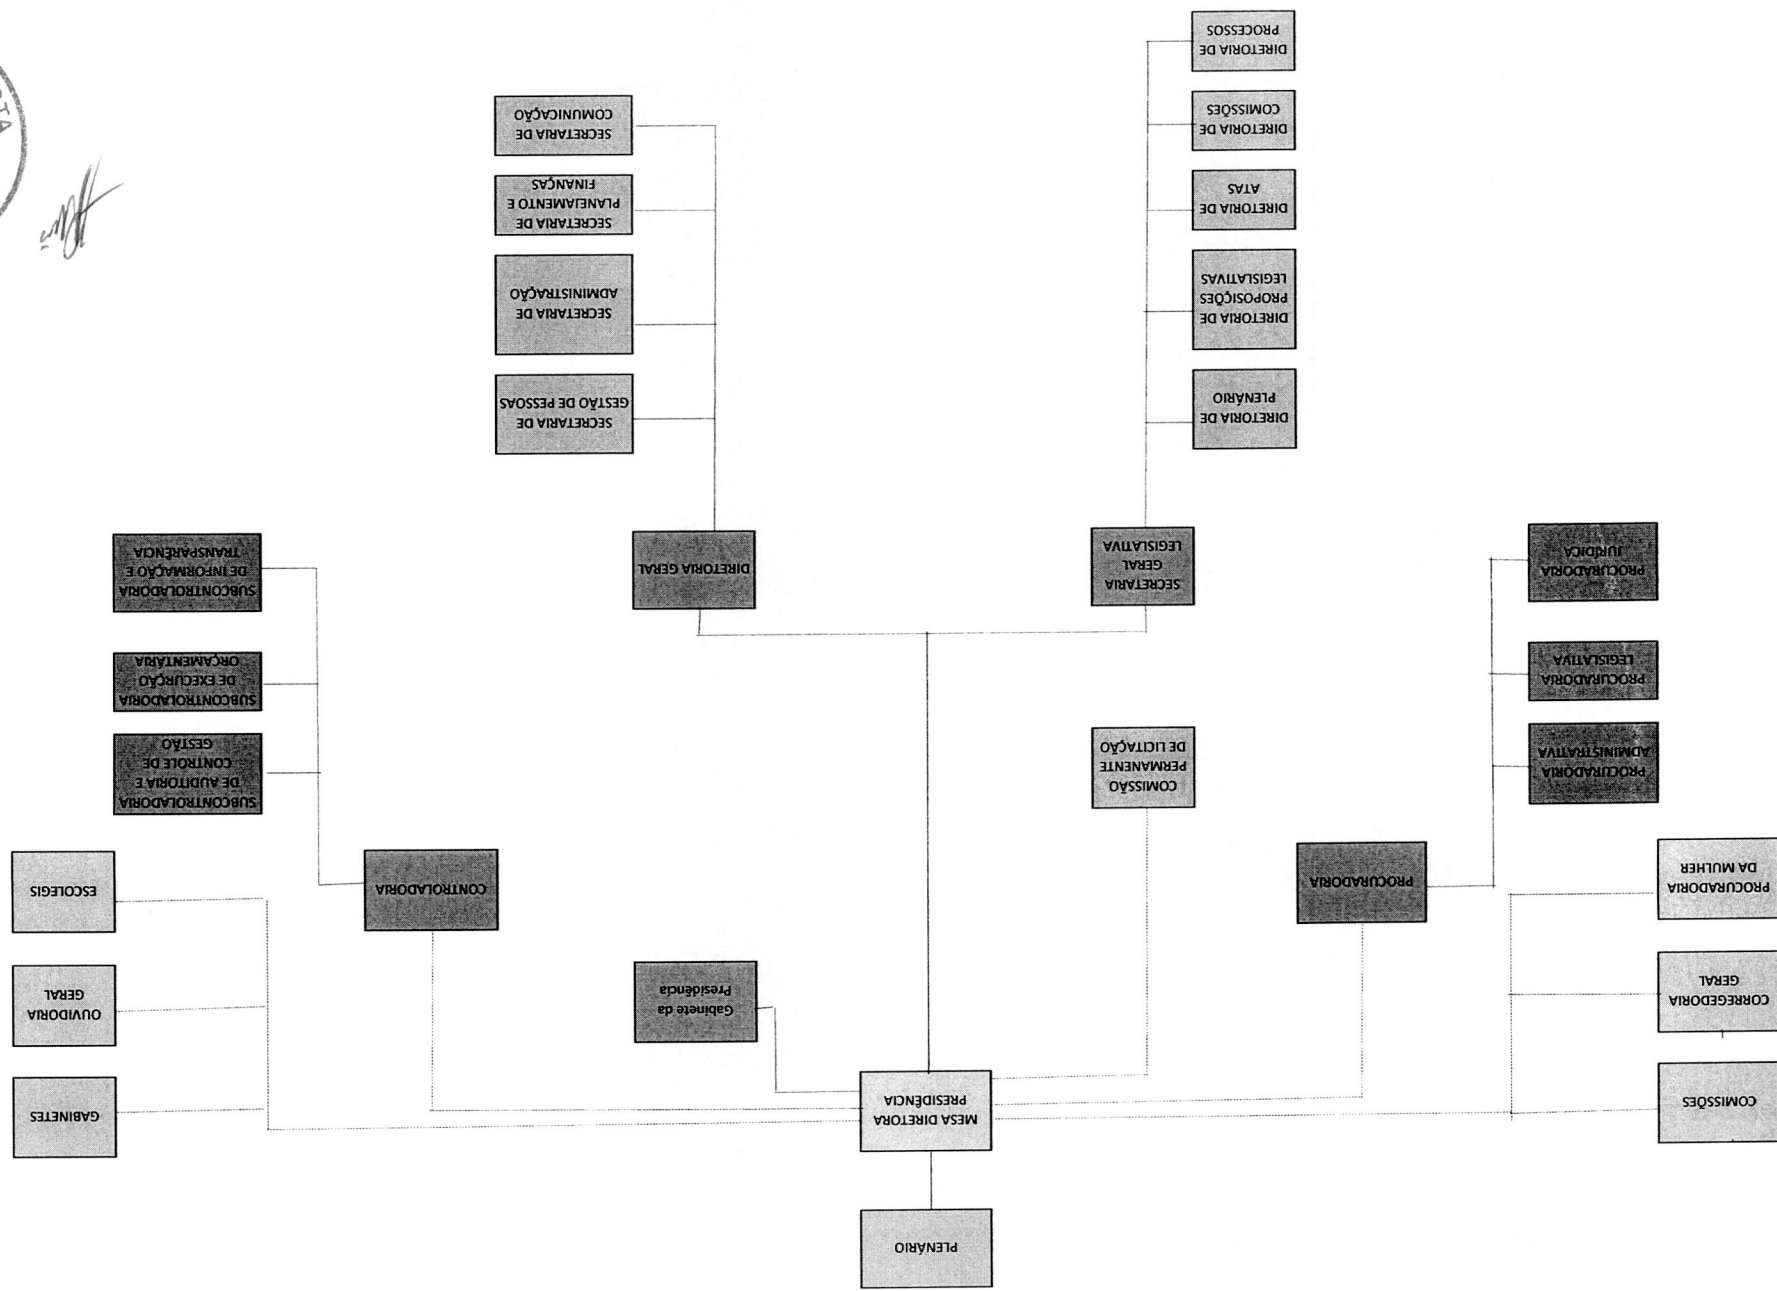 PLENÁRIO
MESA DIRETORA
PRESIDÊNCIA
COMISSÕES
GABINETES
CORREGEDORIA
GERAL
Gabinete da
Presidência
OUVIDORIA
GERAL
PROCURADORIA
DA MULHER
PROCURADORIA
CONTROLADORIA
ESCOLEGIS
PROCURADORIA
ADMINISTRATIVA
COMISSÃO
PERMANENTE
DE LICITAÇÃO
SUBCONTROLADORIA
DE AUDITORIA E
CONTROLE DE
GESTÃO
PROCURADORIA
LEGISLATIVA
SUBCONTROLADORIA
DE EXECURÇÃO
ORÇAMENTÁRIA
PROCURADORIA
JURÍDICA
SECRETARIA
GERAL
LEGISLATIVA
DIRETORIA GERAL
SUBCONTROLADORIA
DE INFORMAÇÃO E
TRANSPARÊNCIA
DIRETORIA DE
PLENÁRIO
SECRETARIA DE
GESTÃO DE PESSOAS
DIRETORIA DE
PROPOSIÇÕES
LEGISLATIVAS
SECRETARIA DE
ADMINISTRAÇÃO
DIRETORIA DE
ATAS
SECRETARIA DE
PLANEJAMENTO E
FINANÇAS
DIRETORIA DE
COMISSÕES
SECRETARIA DE
COMUNICAÇÃO
DIRETORIA DE
PROCESSOS